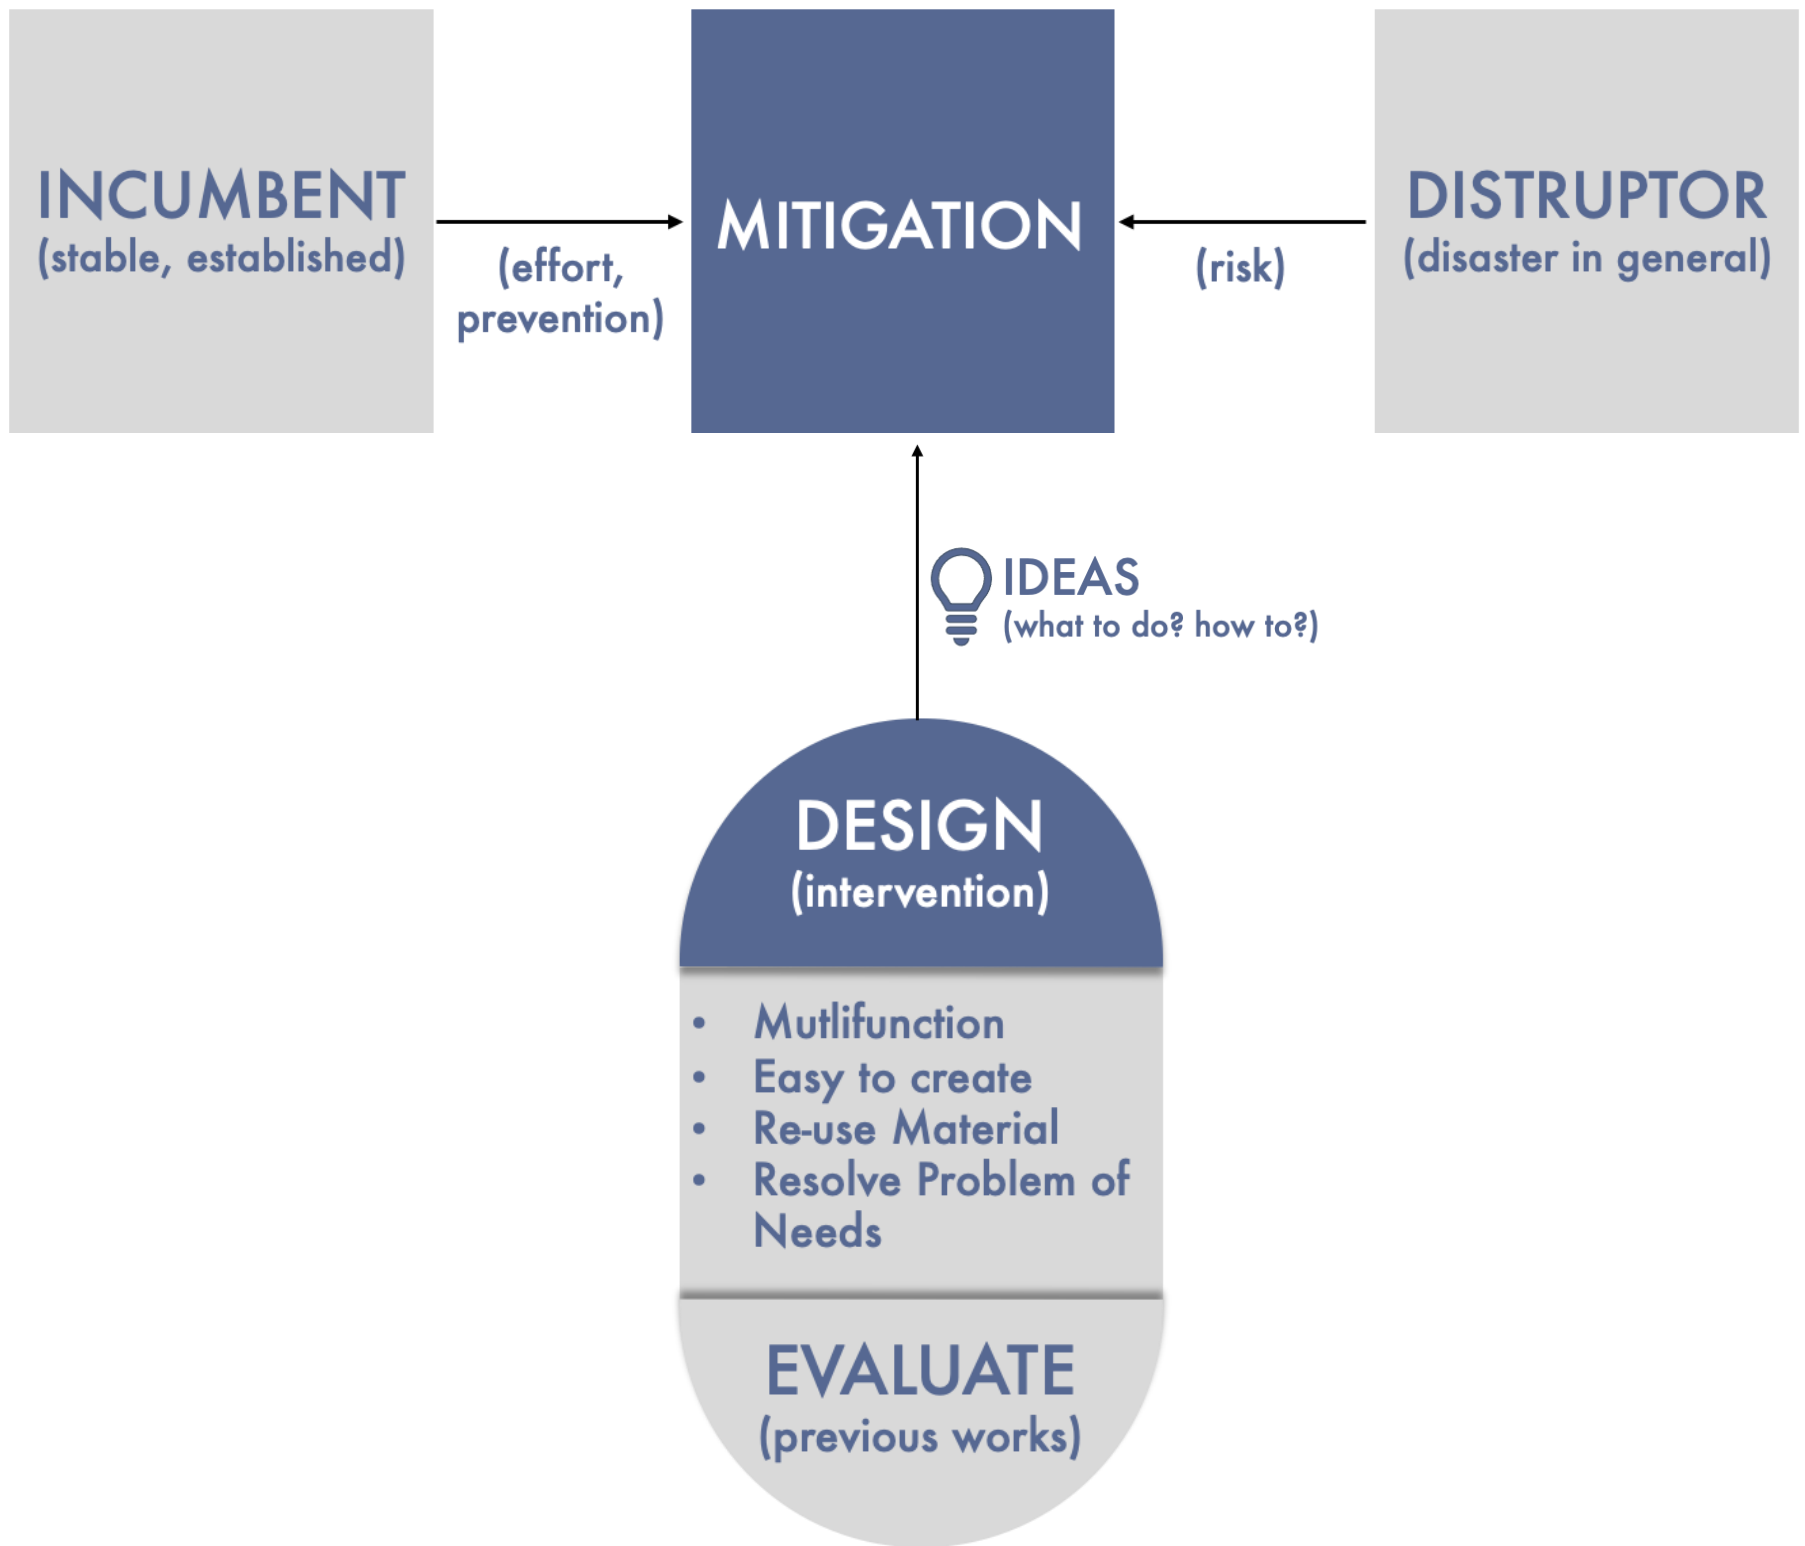 INCUMBENT
(stable, established)
(effort,
prevention)
MITIGATION
(risk)
DISTRUPTOR
(disaster in general)
IDEAS
(what to do? how to?)
DESIGN
(intervention)
• Mutlifunction
• Easy to create
• Re-use Material
• Resolve Problem of
Needs
EVALUATE
(previous works)